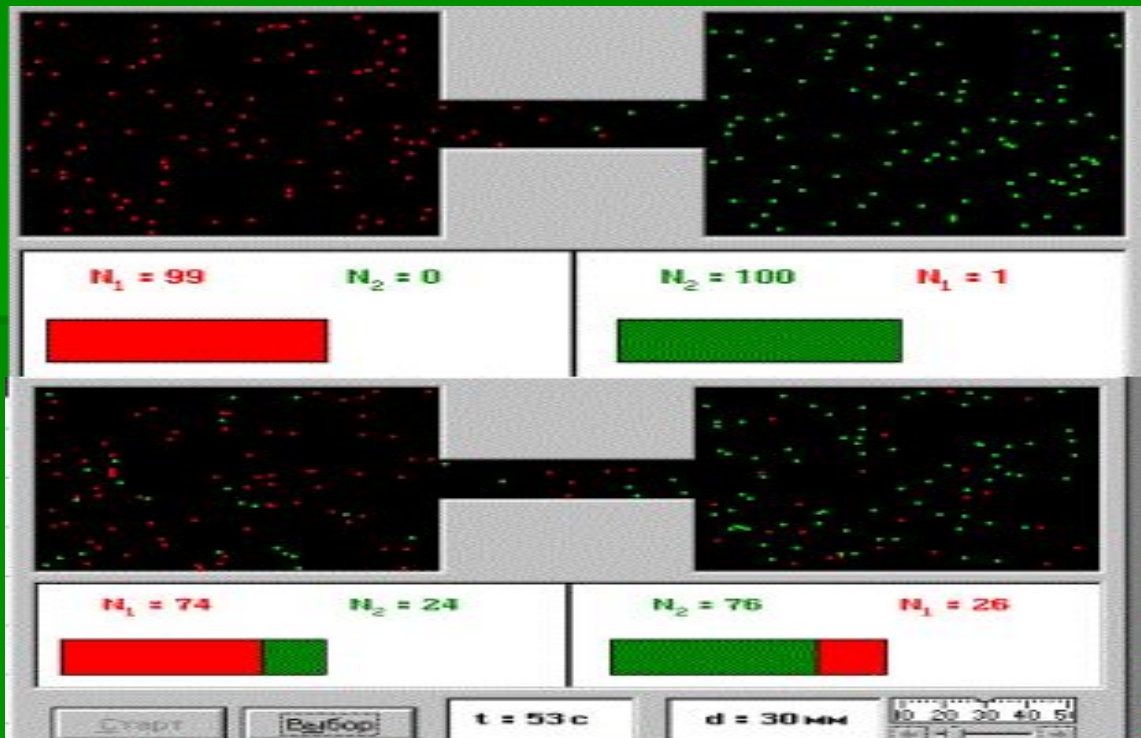 N₁ = 99 N₂ = 0 N₂ = 100 N₁ = 1
N₁ = 74 N₂ = 24 N₂ = 76 N₁ = 26
Старт Выбор t = 53 с d = 30 мм 10 20 30 40 5